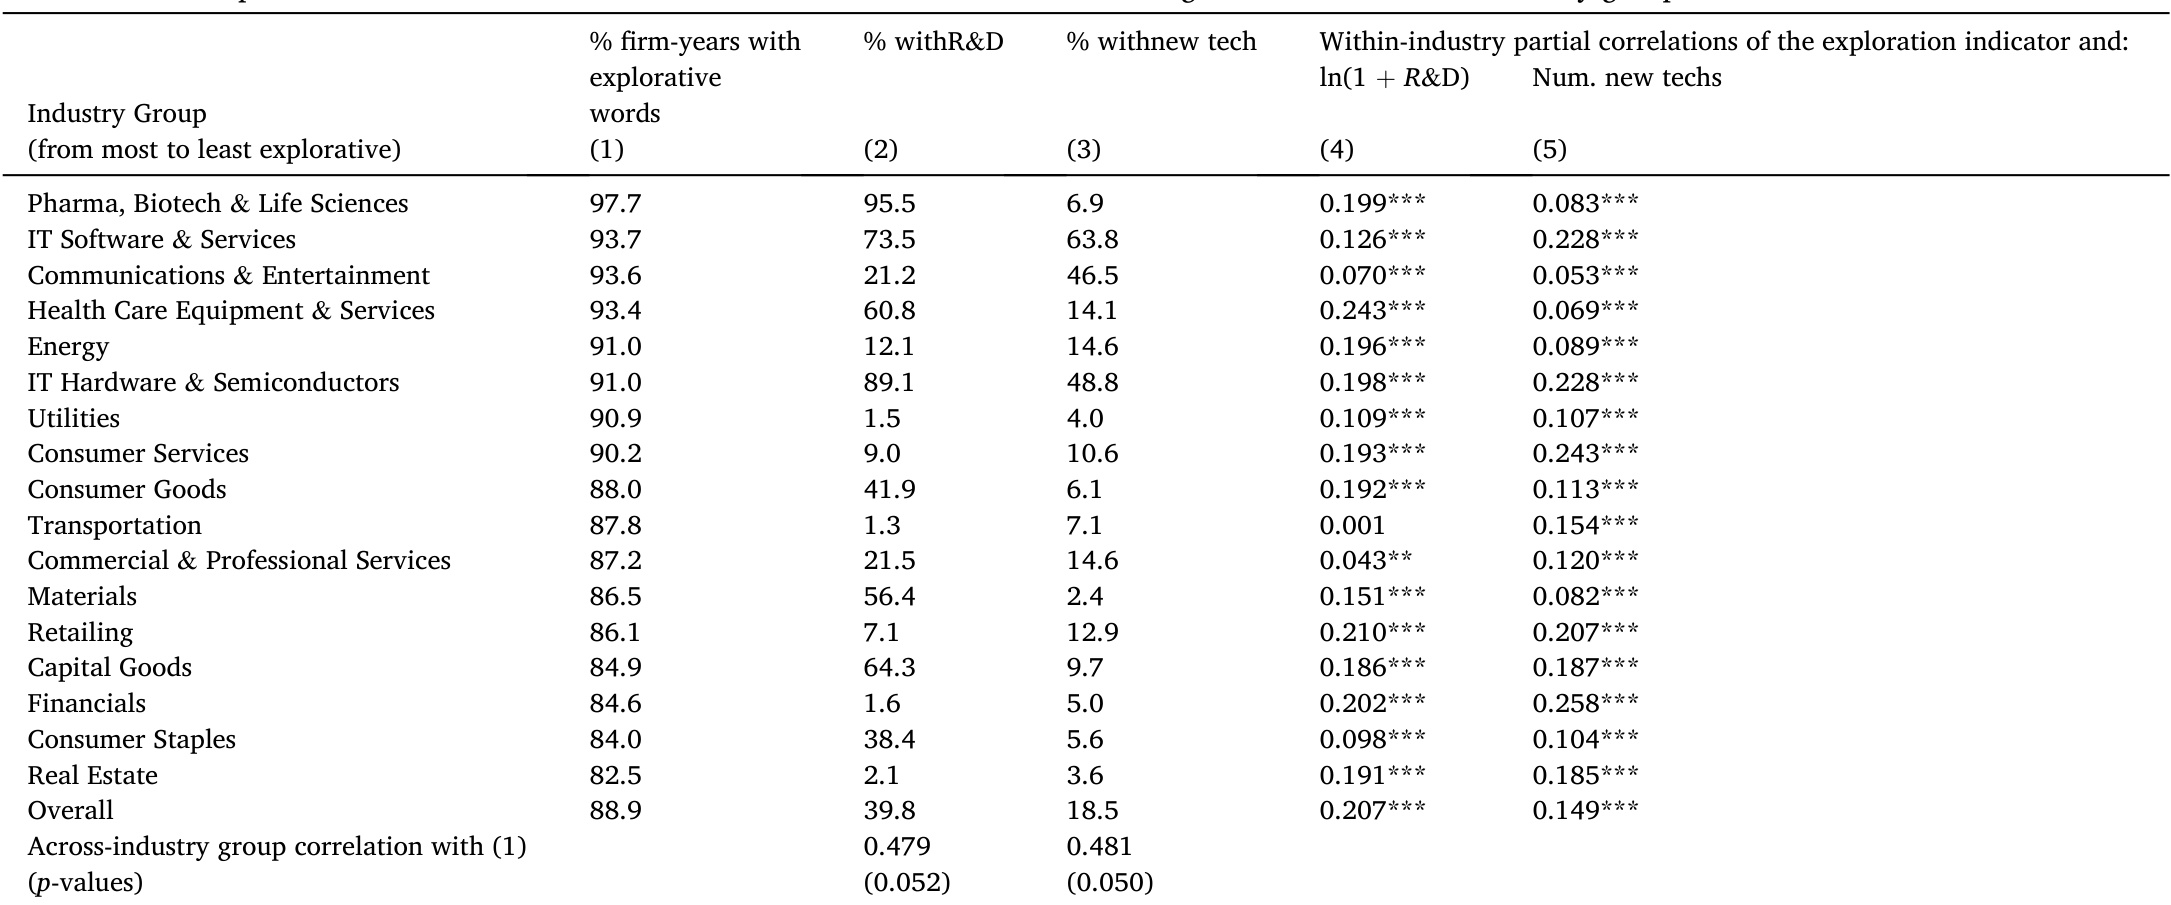 % firm-years with % withR&D % withnew tech Within-industry partial correlations of the exploration indicator and:
explorative ln(1 + R&D) Num. new techs
Industry Group words
(from most to least explorative) (1) (2) (3) (4) (5)
Pharma, Biotech & Life Sciences 97.7 95.5 6.9 0.199*** 0.083***
IT Software & Services 93.7 73.5 63.8 0.126*** 0.228***
Communications & Entertainment 93.6 21.2 46.5 0.070*** 0.053***
Health Care Equipment & Services 93.4 60.8 14.1 0.243*** 0.069***
Energy 91.0 12.1 14.6 0.196*** 0.089***
IT Hardware & Semiconductors 91.0 89.1 48.8 0.198*** 0.228***
Utilities 90.9 1.5 4.0 0.109*** 0.107***
Consumer Services 90.2 9.0 10.6 0.193*** 0.243***
Consumer Goods 88.0 41.9 6.1 0.192*** 0.113***
Transportation 87.8 1.3 7.1 0.001 0.154***
Commercial & Professional Services 87.2 21.5 14.6 0.043** 0.120***
Materials 86.5 56.4 2.4 0.151*** 0.082***
Retailing 86.1 7.1 12.9 0.210*** 0.207***
Capital Goods 84.9 64.3 9.7 0.186*** 0.187***
Financials 84.6 1.6 5.0 0.202*** 0.258***
Consumer Staples 84.0 38.4 5.6 0.098*** 0.104***
Real Estate 82.5 2.1 3.6 0.191*** 0.185***
Overall 88.9 39.8 18.5 0.207*** 0.149***
Across-industry group correlation with (1) 0.479 0.481
(p-values) (0.052) (0.050)